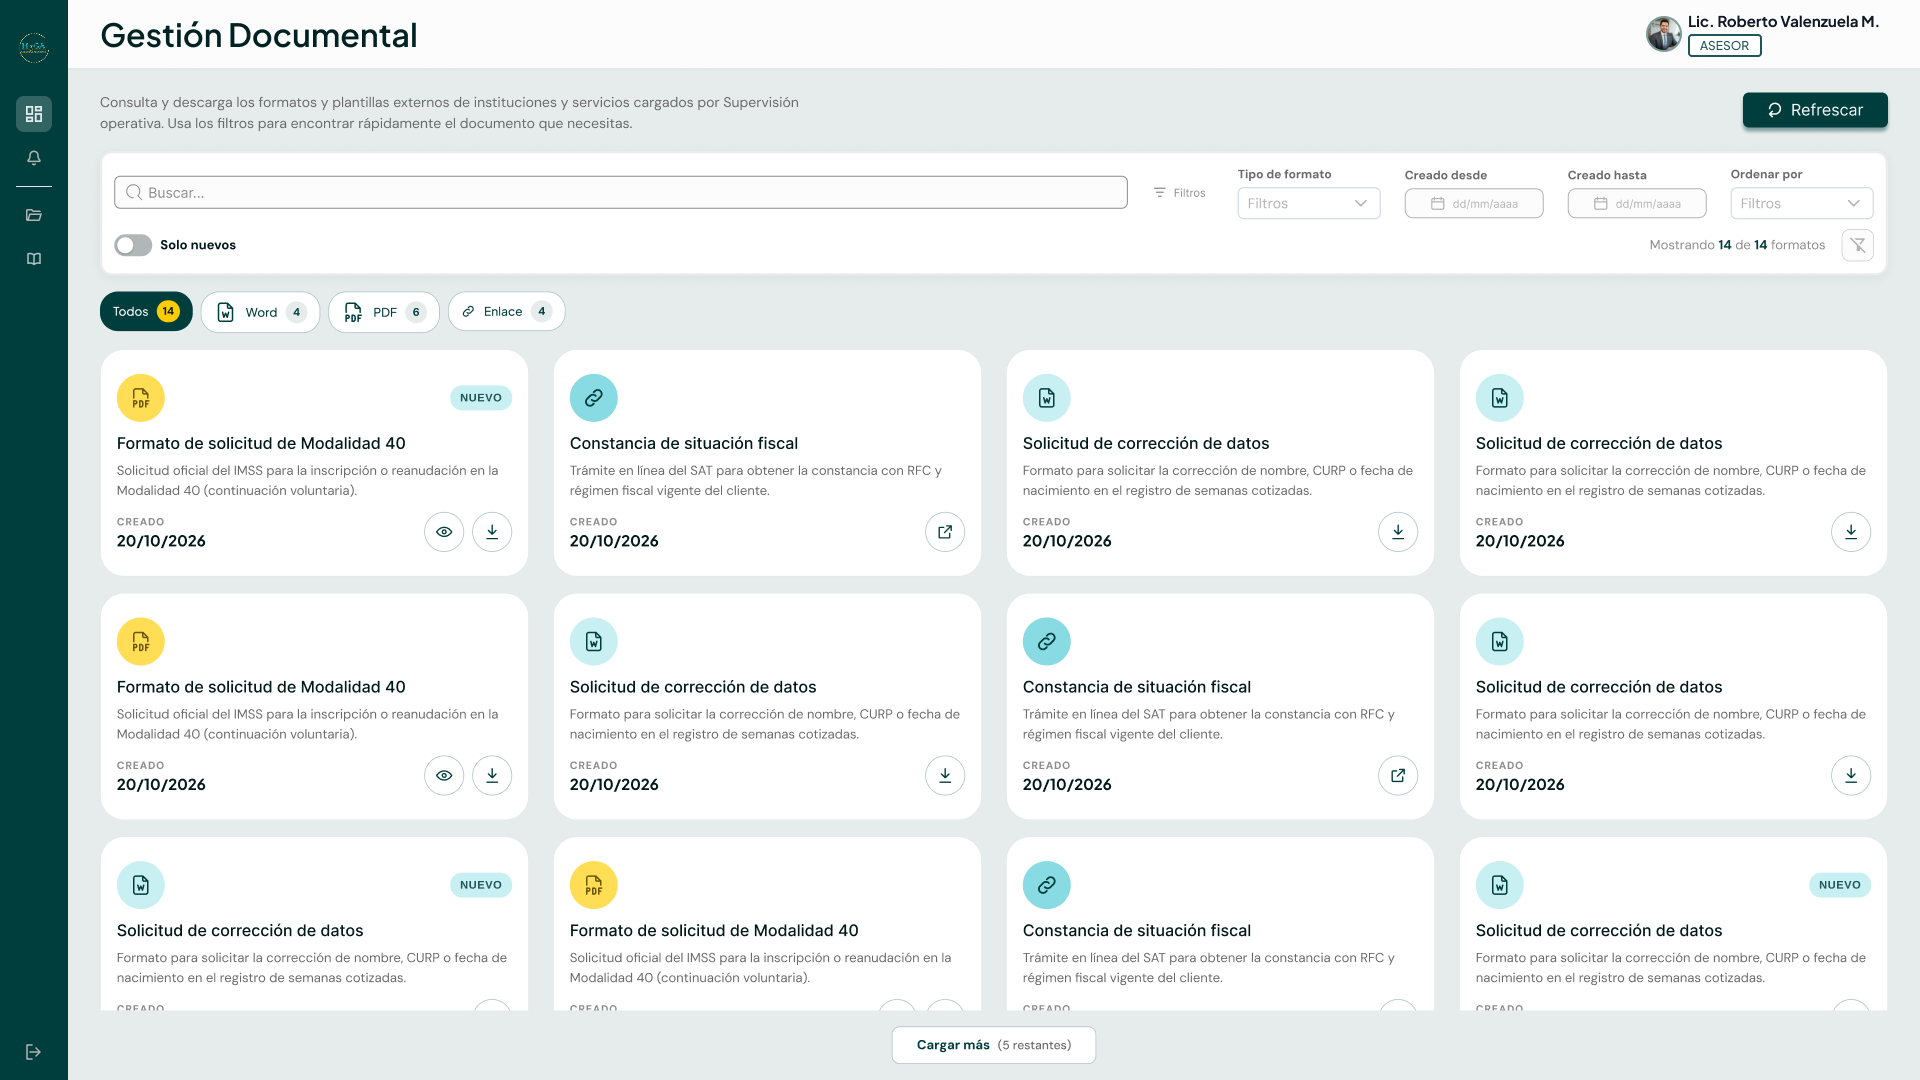 Gestión Documental
Lic. Roberto Valenzuela M.
ASESOR
Consulta y descarga los formatos y plantillas externos de instituciones y servicios cargados por Supervisión
operativa. Usa los filtros para encontrar rápidamente el documento que necesitas.
Refrescar
Buscar...
Filtros
Tipo de formato
Filtros
Creado desde
dd/mm/aaaa
Creado hasta
dd/mm/aaaa
Ordenar por
Filtros
Solo nuevos
Mostrando 14 de 14 formatos
Todos 14
Word 4
PDF PDF 6
Enlace 4
PDF
NUEVO
Formato de solicitud de Modalidad 40
Solicitud oficial del IMSS para la inscripción o reanudación en la
Modalidad 40 (continuación voluntaria).
CREADO
20/10/2026
Constancia de situación fiscal
Trámite en línea del SAT para obtener la constancia con RFC y
régimen fiscal vigente del cliente.
CREADO
20/10/2026
W
Solicitud de corrección de datos
Formato para solicitar la corrección de nombre, CURP o fecha de
nacimiento en el registro de semanas cotizadas.
CREADO
20/10/2026
W
Solicitud de corrección de datos
Formato para solicitar la corrección de nombre, CURP o fecha de
nacimiento en el registro de semanas cotizadas.
CREADO
20/10/2026
PDF
Formato de solicitud de Modalidad 40
Solicitud oficial del IMSS para la inscripción o reanudación en la
Modalidad 40 (continuación voluntaria).
CREADO
20/10/2026
W
Solicitud de corrección de datos
Formato para solicitar la corrección de nombre, CURP o fecha de
nacimiento en el registro de semanas cotizadas.
CREADO
20/10/2026
Constancia de situación fiscal
Trámite en línea del SAT para obtener la constancia con RFC y
régimen fiscal vigente del cliente.
CREADO
20/10/2026
W
Solicitud de corrección de datos
Formato para solicitar la corrección de nombre, CURP o fecha de
nacimiento en el registro de semanas cotizadas.
CREADO
20/10/2026
W
NUEVO
Solicitud de corrección de datos
Formato para solicitar la corrección de nombre, CURP o fecha de
nacimiento en el registro de semanas cotizadas.
CREADO
PDF
Formato de solicitud de Modalidad 40
Solicitud oficial del IMSS para la inscripción o reanudación en la
Modalidad 40 (continuación voluntaria).
CREADO
Constancia de situación fiscal
Trámite en línea del SAT para obtener la constancia con RFC y
régimen fiscal vigente del cliente.
CREADO
W
NUEVO
Solicitud de corrección de datos
Formato para solicitar la corrección de nombre, CURP o fecha de
nacimiento en el registro de semanas cotizadas.
CREADO
Cargar más (5 restantes)